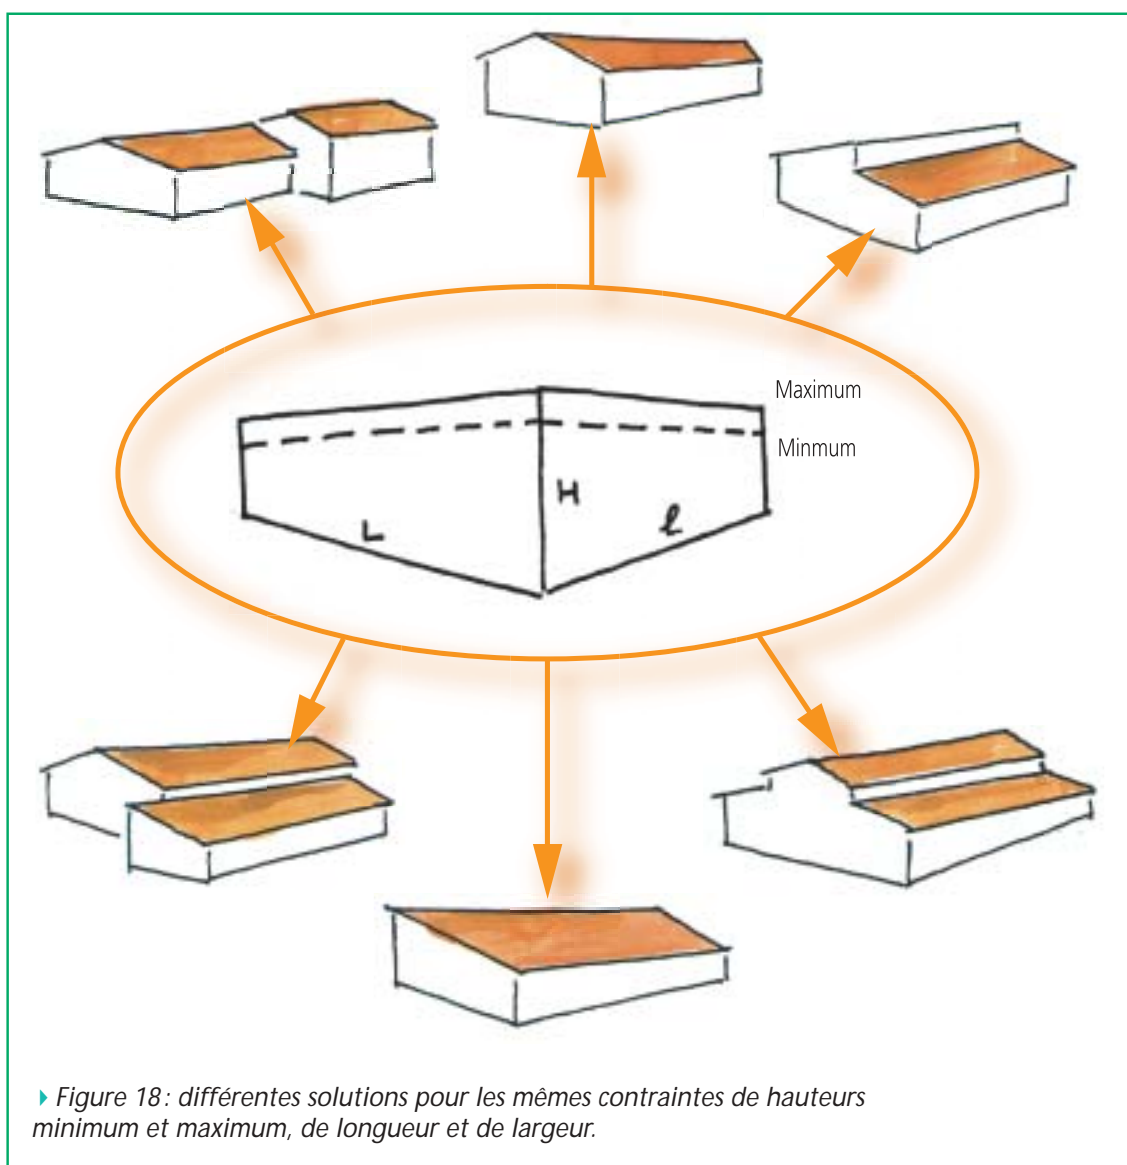 Maximum
Minmum
H
L
ℓ
Figure 18 : différentes solutions pour les mêmes contraintes de hauteurs
minimum et maximum, de longueur et de largeur.